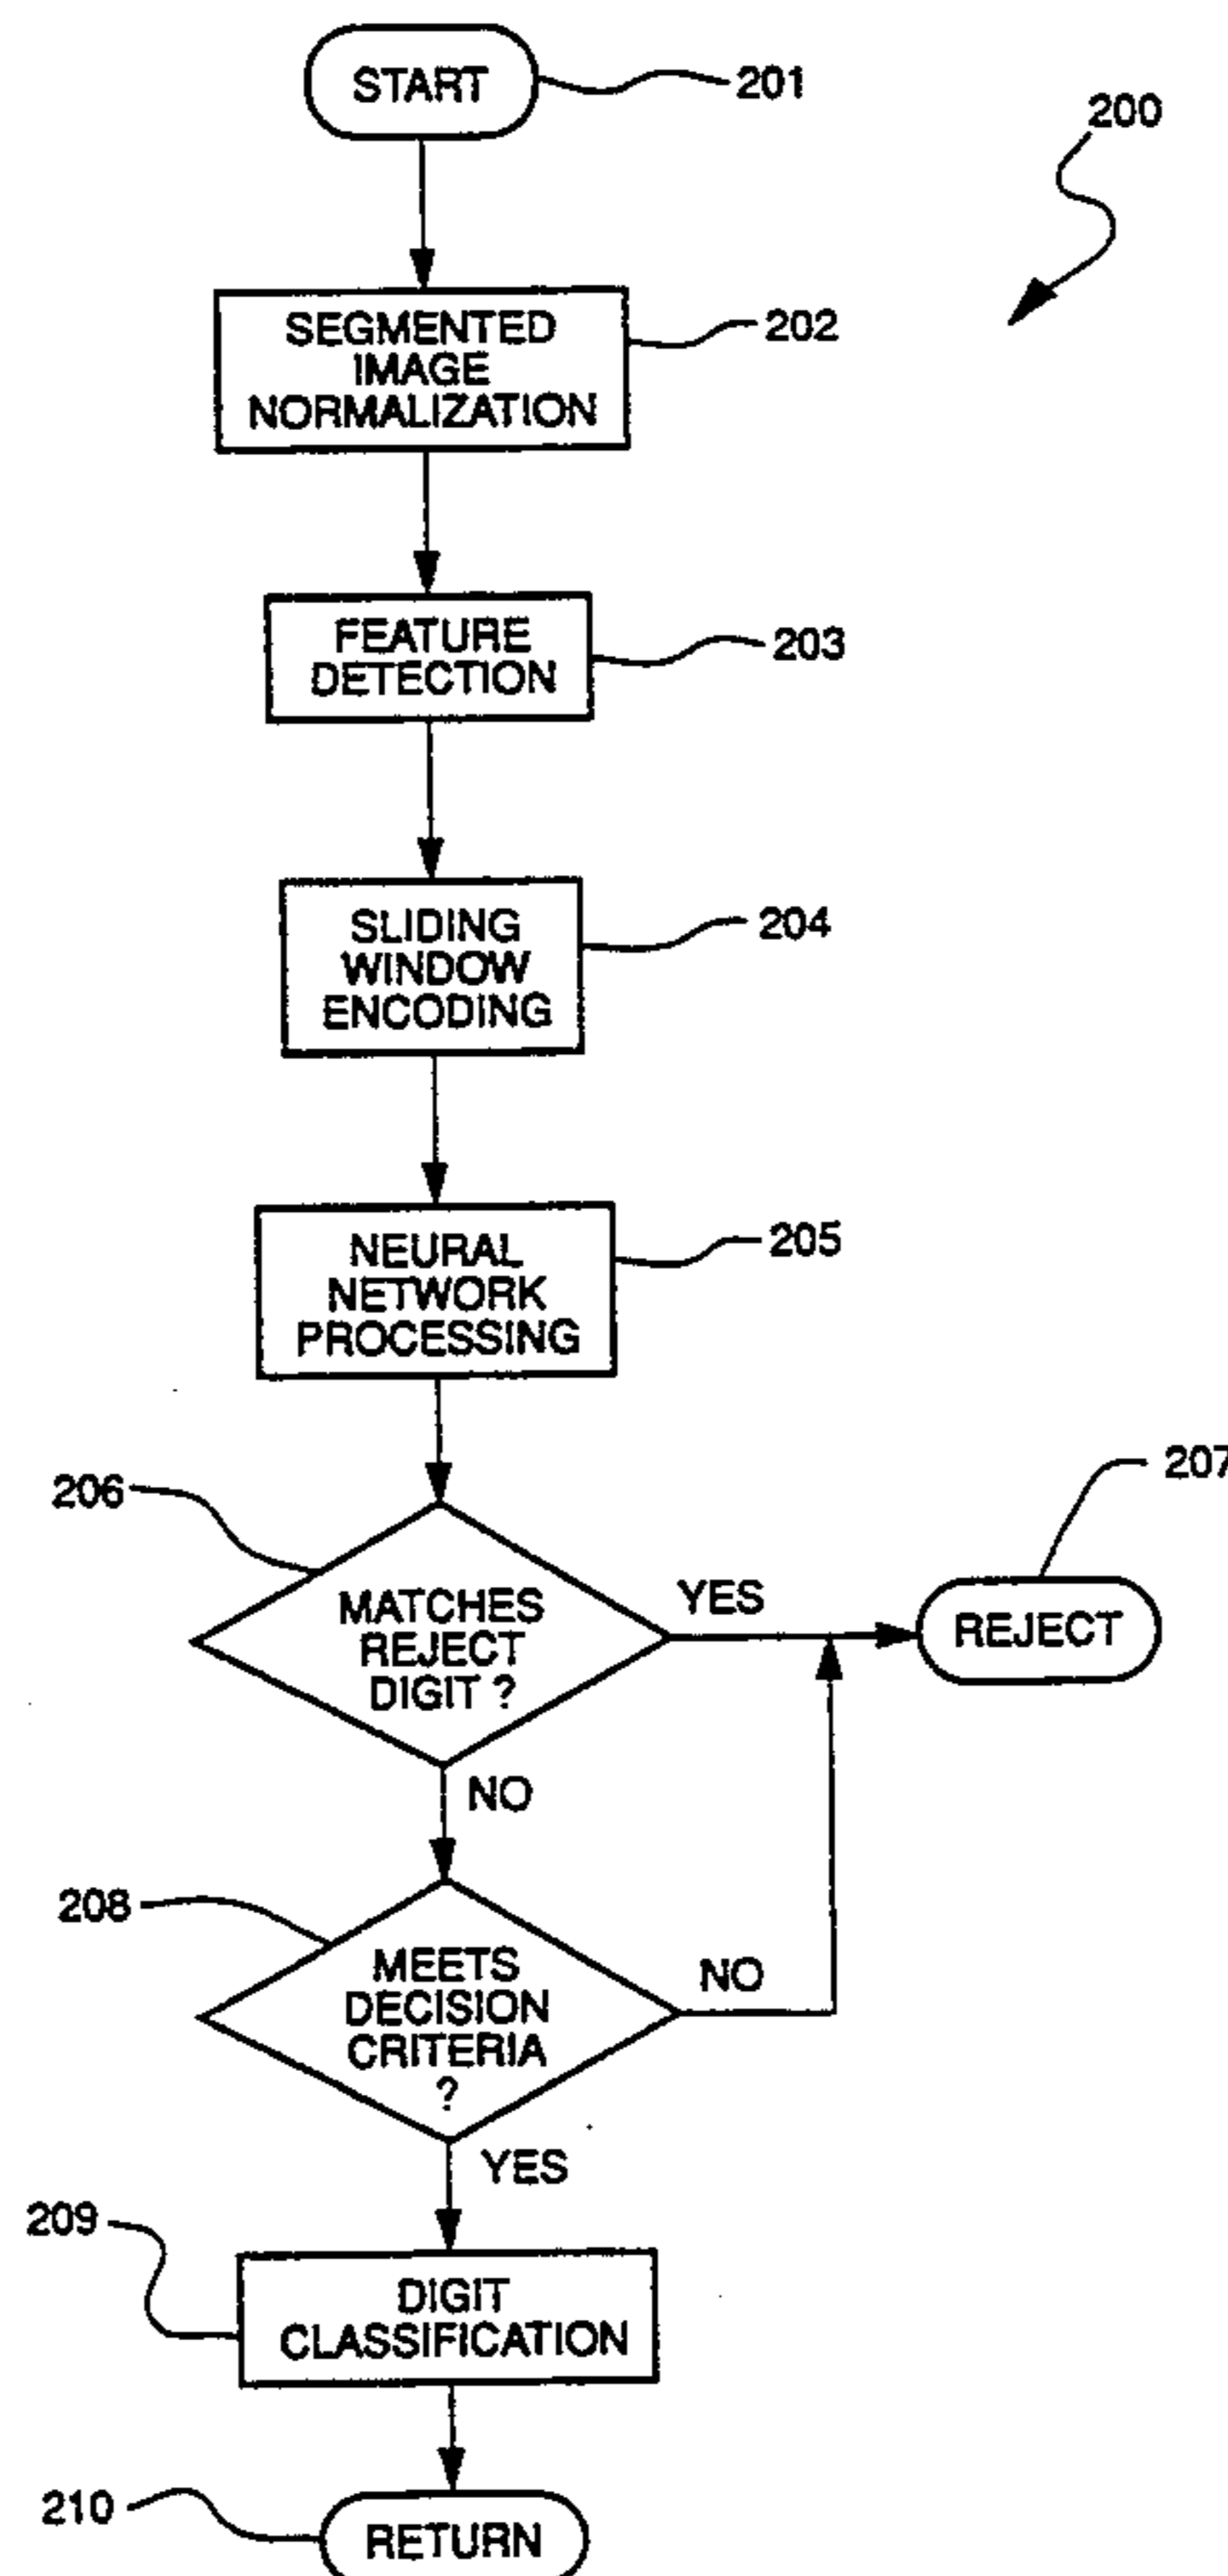 START
201
200
SEGMENTED
IMAGE
NORMALIZATION
202
FEATURE
DETECTION
203
SLIDING
WINDOW
ENCODING
204
NEURAL
NETWORK
PROCESSING
205
206
MATCHES
REJECT
DIGIT ?
YES
207
REJECT
NO
208
MEETS
DECISION
CRITERIA
?
NO
YES
209
DIGIT
CLASSIFICATION
210
RETURN